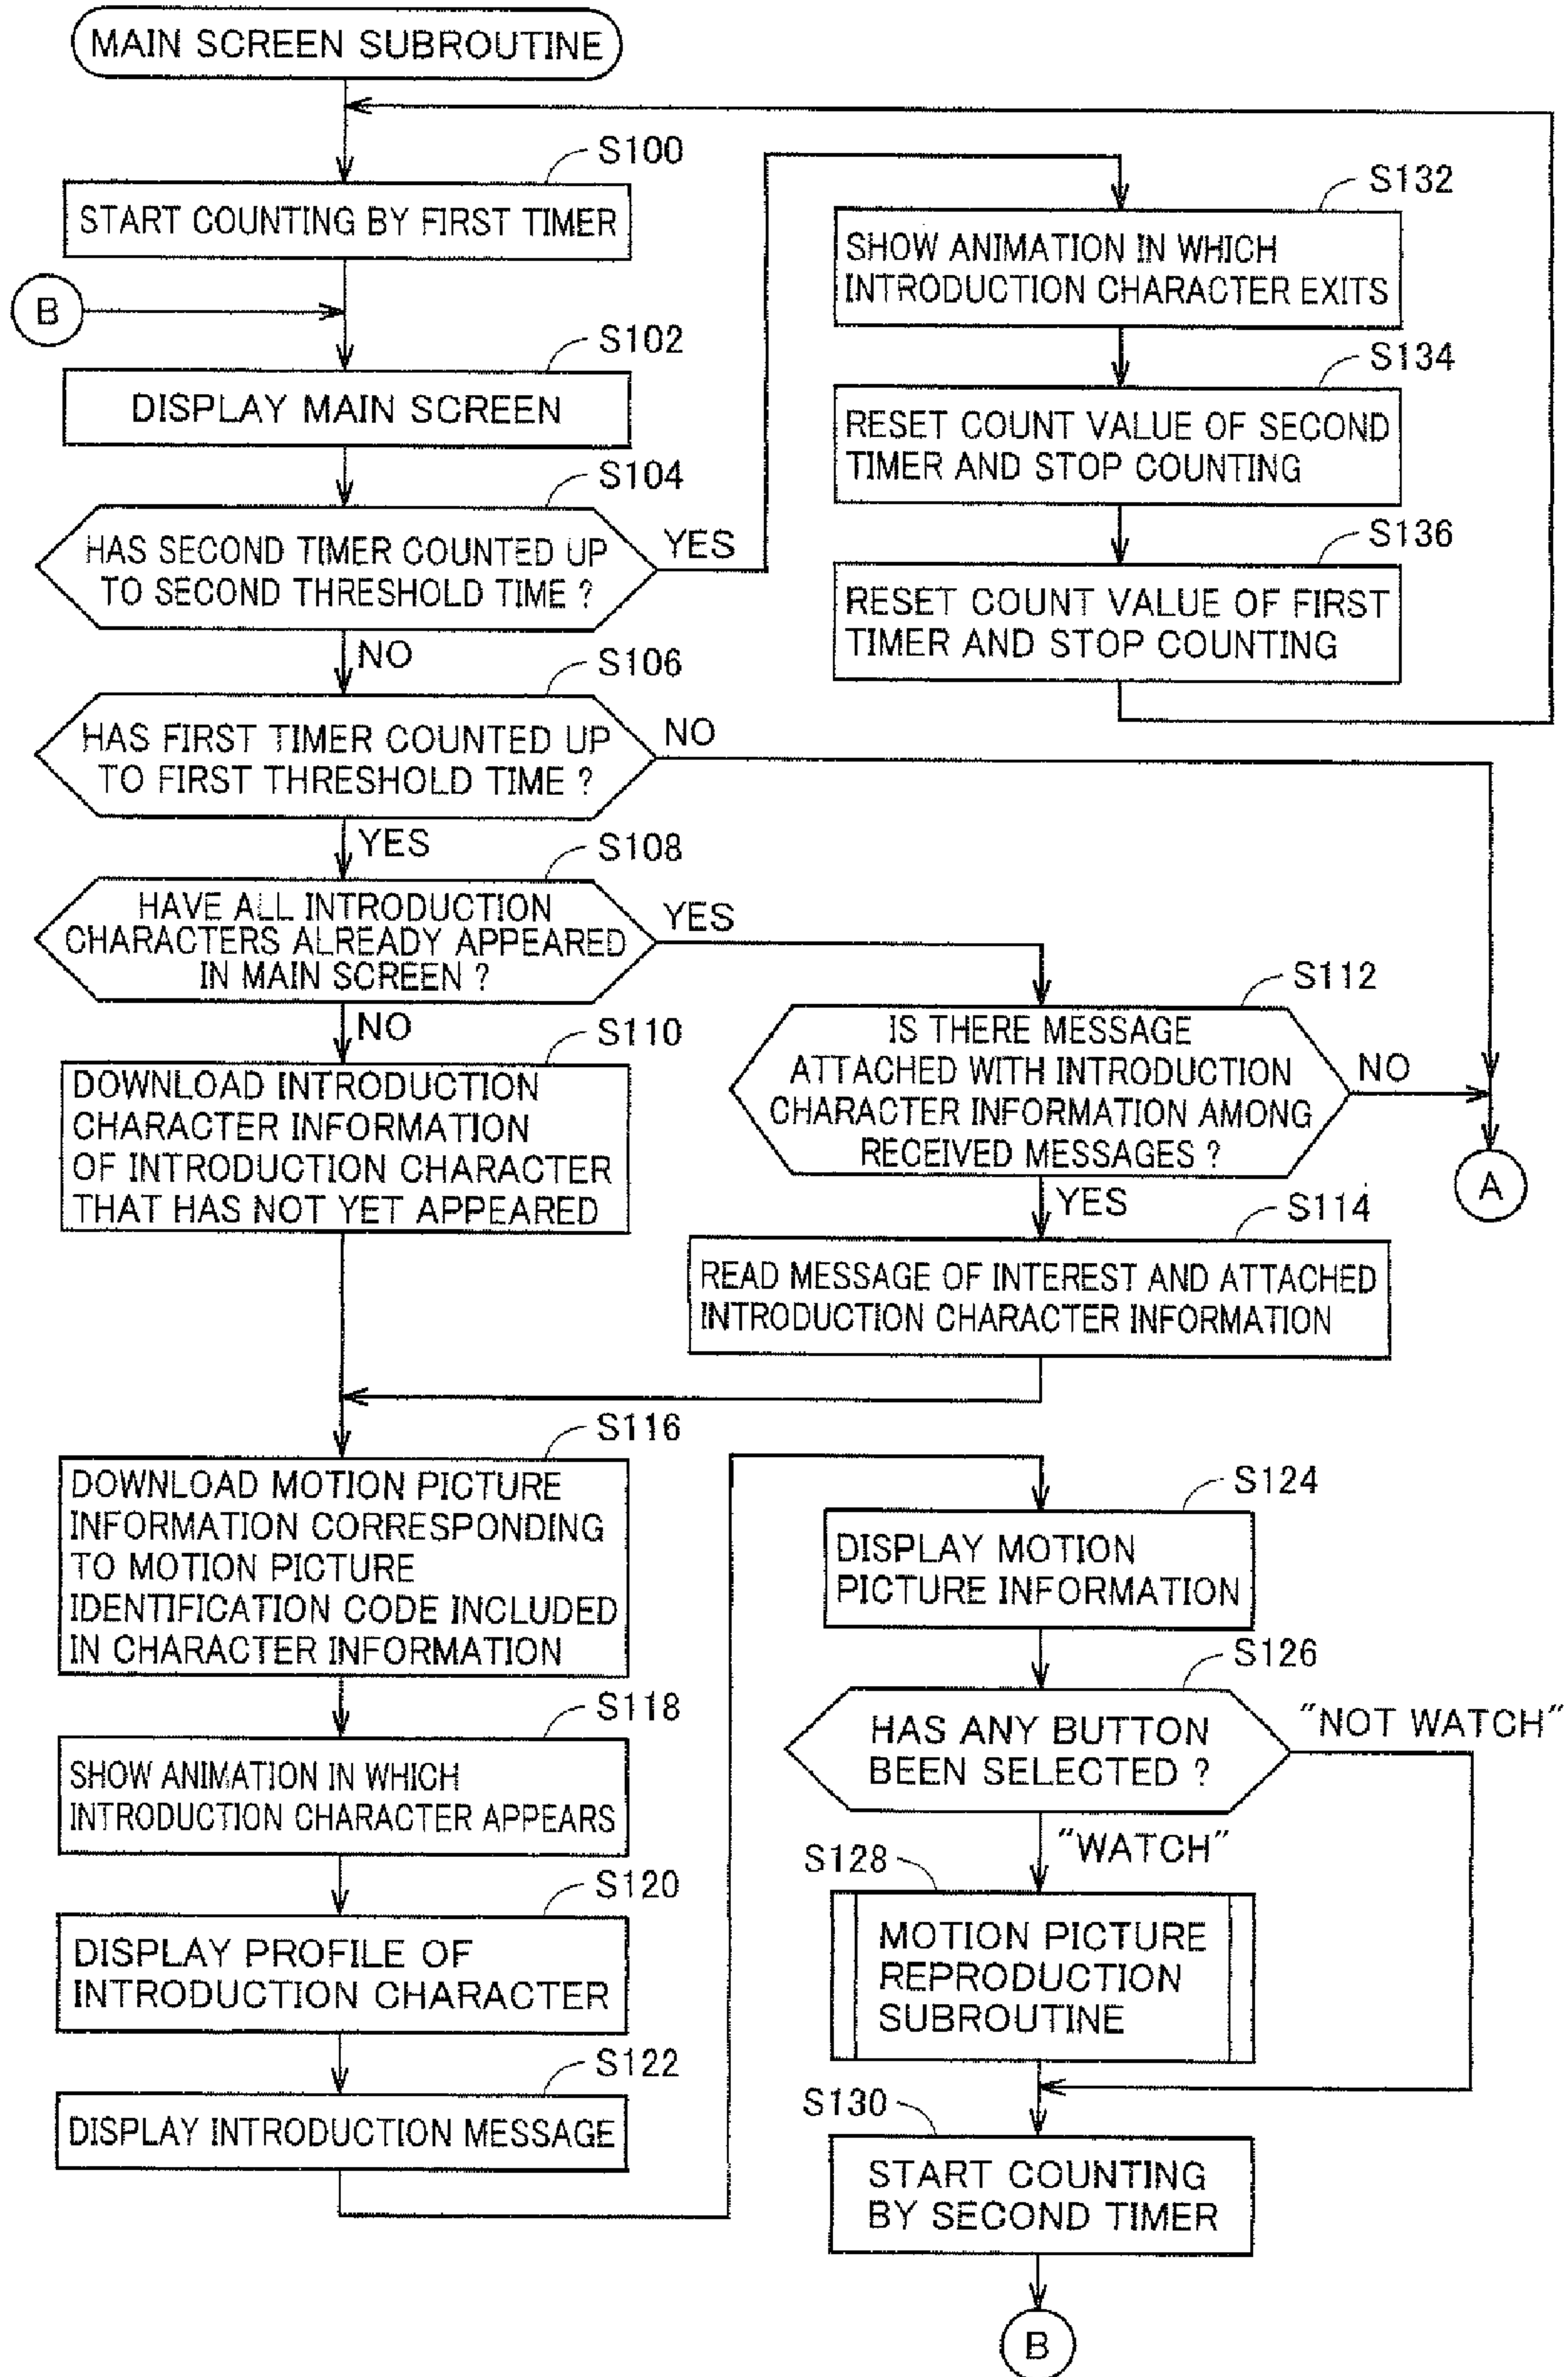 MAIN SCREEN SUBROUTINE
S100
START COUNTING BY FIRST TIMER
B
S102
DISPLAY MAIN SCREEN
S104
HAS SECOND TIMER COUNTED UP
TO SECOND THRESHOLD TIME ?
YES
NO
S132
SHOW ANIMATION IN WHICH
INTRODUCTION CHARACTER EXITS
S134
RESET COUNT VALUE OF SECOND
TIMER AND STOP COUNTING
S136
RESET COUNT VALUE OF FIRST
TIMER AND STOP COUNTING
S106
HAS FIRST TIMER COUNTED UP
TO FIRST THRESHOLD TIME ?
NO
YES
S108
HAVE ALL INTRODUCTION
CHARACTERS ALREADY APPEARED
IN MAIN SCREEN ?
YES
NO
S110
DOWNLOAD INTRODUCTION
CHARACTER INFORMATION
OF INTRODUCTION CHARACTER
THAT HAS NOT YET APPEARED
S112
IS THERE MESSAGE
ATTACHED WITH INTRODUCTION
CHARACTER INFORMATION AMONG
RECEIVED MESSAGES ?
NO
A
YES
S114
READ MESSAGE OF INTEREST AND ATTACHED
INTRODUCTION CHARACTER INFORMATION
S116
DOWNLOAD MOTION PICTURE
INFORMATION CORRESPONDING
TO MOTION PICTURE
IDENTIFICATION CODE INCLUDED
IN CHARACTER INFORMATION
S118
SHOW ANIMATION IN WHICH
INTRODUCTION CHARACTER APPEARS
S120
DISPLAY PROFILE OF
INTRODUCTION CHARACTER
S122
DISPLAY INTRODUCTION MESSAGE
S124
DISPLAY MOTION
PICTURE INFORMATION
S126
HAS ANY BUTTON
BEEN SELECTED ?
"NOT WATCH"
"WATCH"
S128
MOTION PICTURE
REPRODUCTION
SUBROUTINE
S130
START COUNTING
BY SECOND TIMER
B